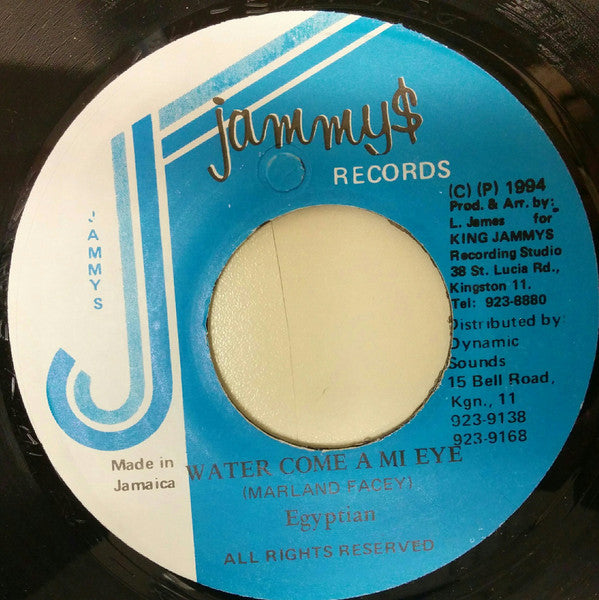 jammy$
RECORDS
JAMMYS
(C) (P) 1994
Prod. & Arr. by:
L. James for
KING JAMMYS
Recording Studio
38 St. Lucia Rd.,
Kingston 11.
Tel: 923-8880
Distributed by:
Dynamic
Sounds
15 Bell Road,
Kgn., 11
923-9138
923-9168
Made in
Jamaica
WATER COME A MI EYE
(MARLAND FACEY)
Egyptian
ALL RIGHTS RESERVED